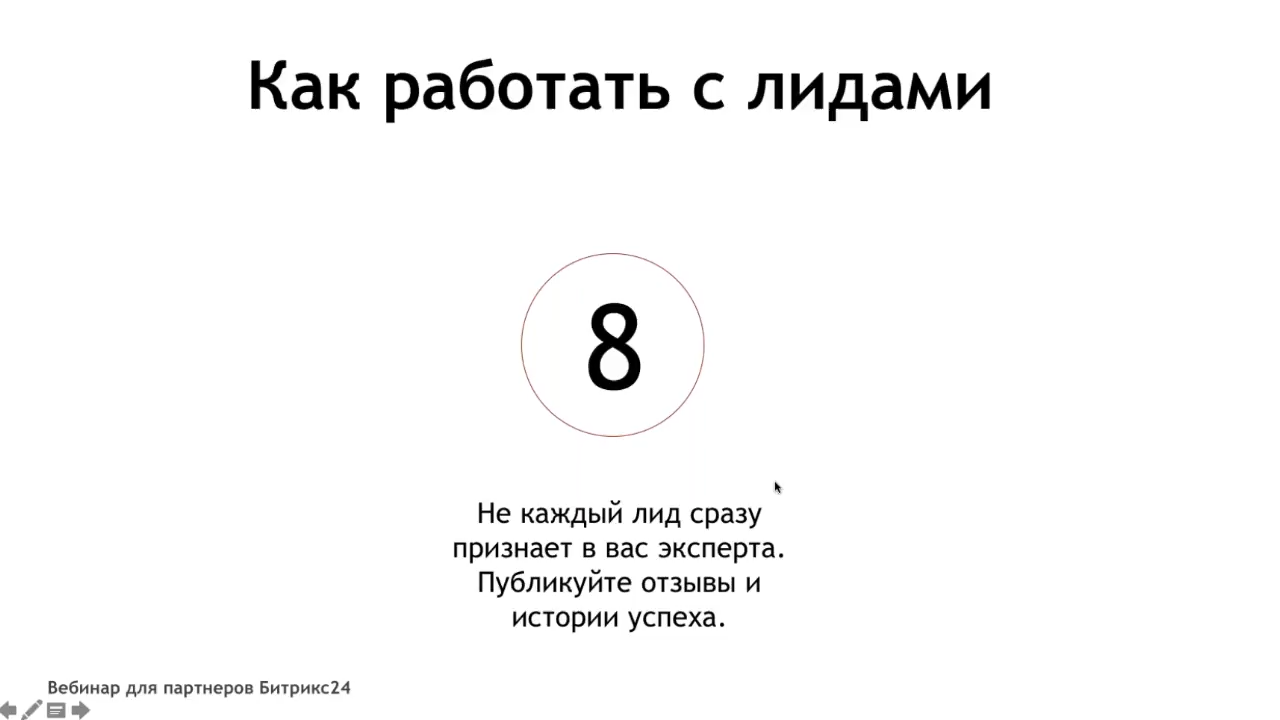 Как работать с лидами
8
Не каждый лид сразу
признает в вас эксперта.
Публикуйте отзывы и
истории успеха.
Вебинар для партнеров Битрикс24